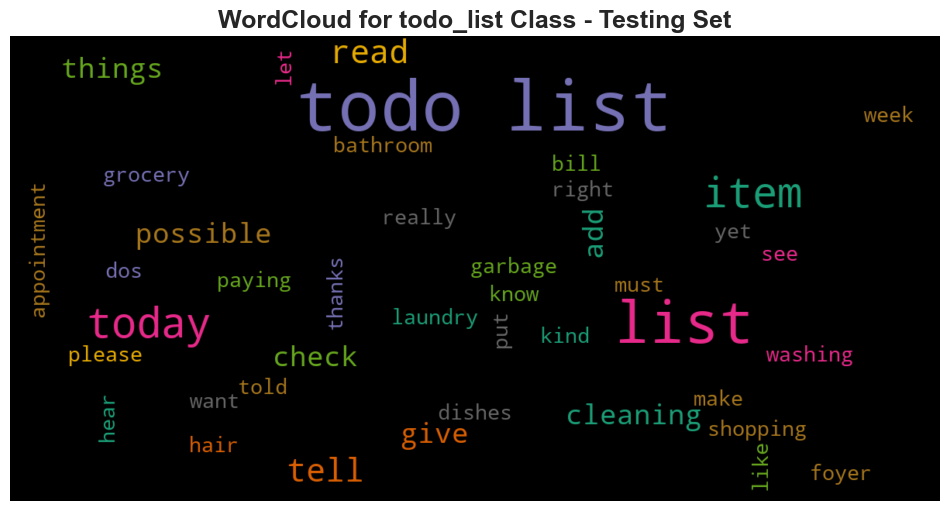 WordCloud for todo_list Class - Testing Set
things
let
read
todo list
week
bathroom
grocery
bill
right
item
appointment
possible
really
add
yet
see
dos
paying
thanks
garbage
know
must
today
laundry
put
kind
list
please
check
washing
told
want
hear
dishes
cleaning
make
shopping
hair
give
tell
like
foyer